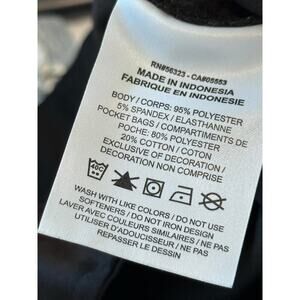 RN#56323 - CA#05553
MADE IN INDONESIA
FABRIQUE EN INDONESIE
BODY / CORPS: 95% POLYESTER
5% SPANDEX / ELASTHANNE
POCKET BAGS / COMPARTIMENTS DE
POCHE: 80% POLYESTER
20% COTTON / COTON
EXCLUSIVE OF DECORATION /
DECORATION NON COMPRISE
40C
WASH WITH LIKE COLORS / DO NOT USE
SOFTENERS / DO NOT IRON DESIGN
LAVER AVEC COULEURS SIMILAIRES / NE PAS
UTILISER D'ADOUCISSEUR / NE PAS
REPASSER LE DESSIN